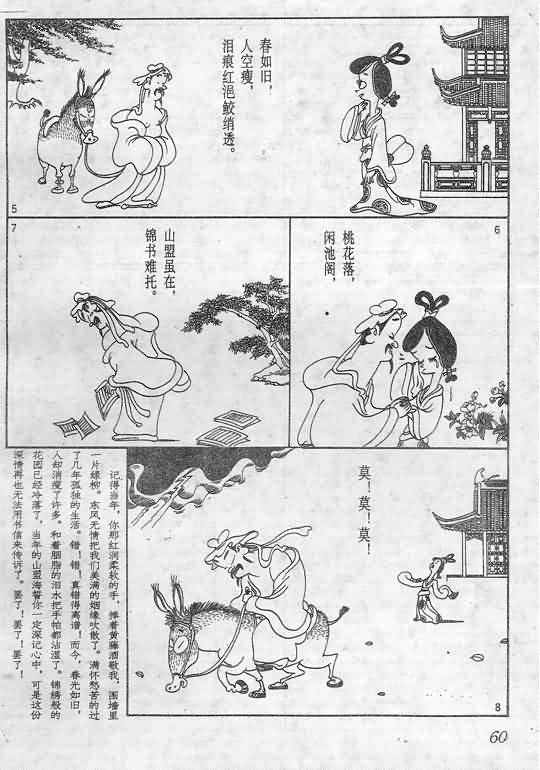 春如旧，
人空瘦，
泪痕红浥鲛绡透。
5
桃花落，
闲池阁，
6
山盟虽在，
锦书难托。
7
莫！莫！莫！
8
记得当年，你那红润柔软的手，捧着黄藤酒敬我，围墙里
一片绿柳。东风无情把我们美满的姻缘吹散了。满怀愁苦的过
了几年孤独的生活。错！错！真错得离谱！而今，春光如旧，
人却消瘦了许多。和着胭脂的泪水把手帕都沾湿了。锦绣般的
花园已经冷落了，当年的山盟海誓你一定深记心中，可是这份
深情再也无法用书信来传诉了。罢了！罢了！罢了！
60